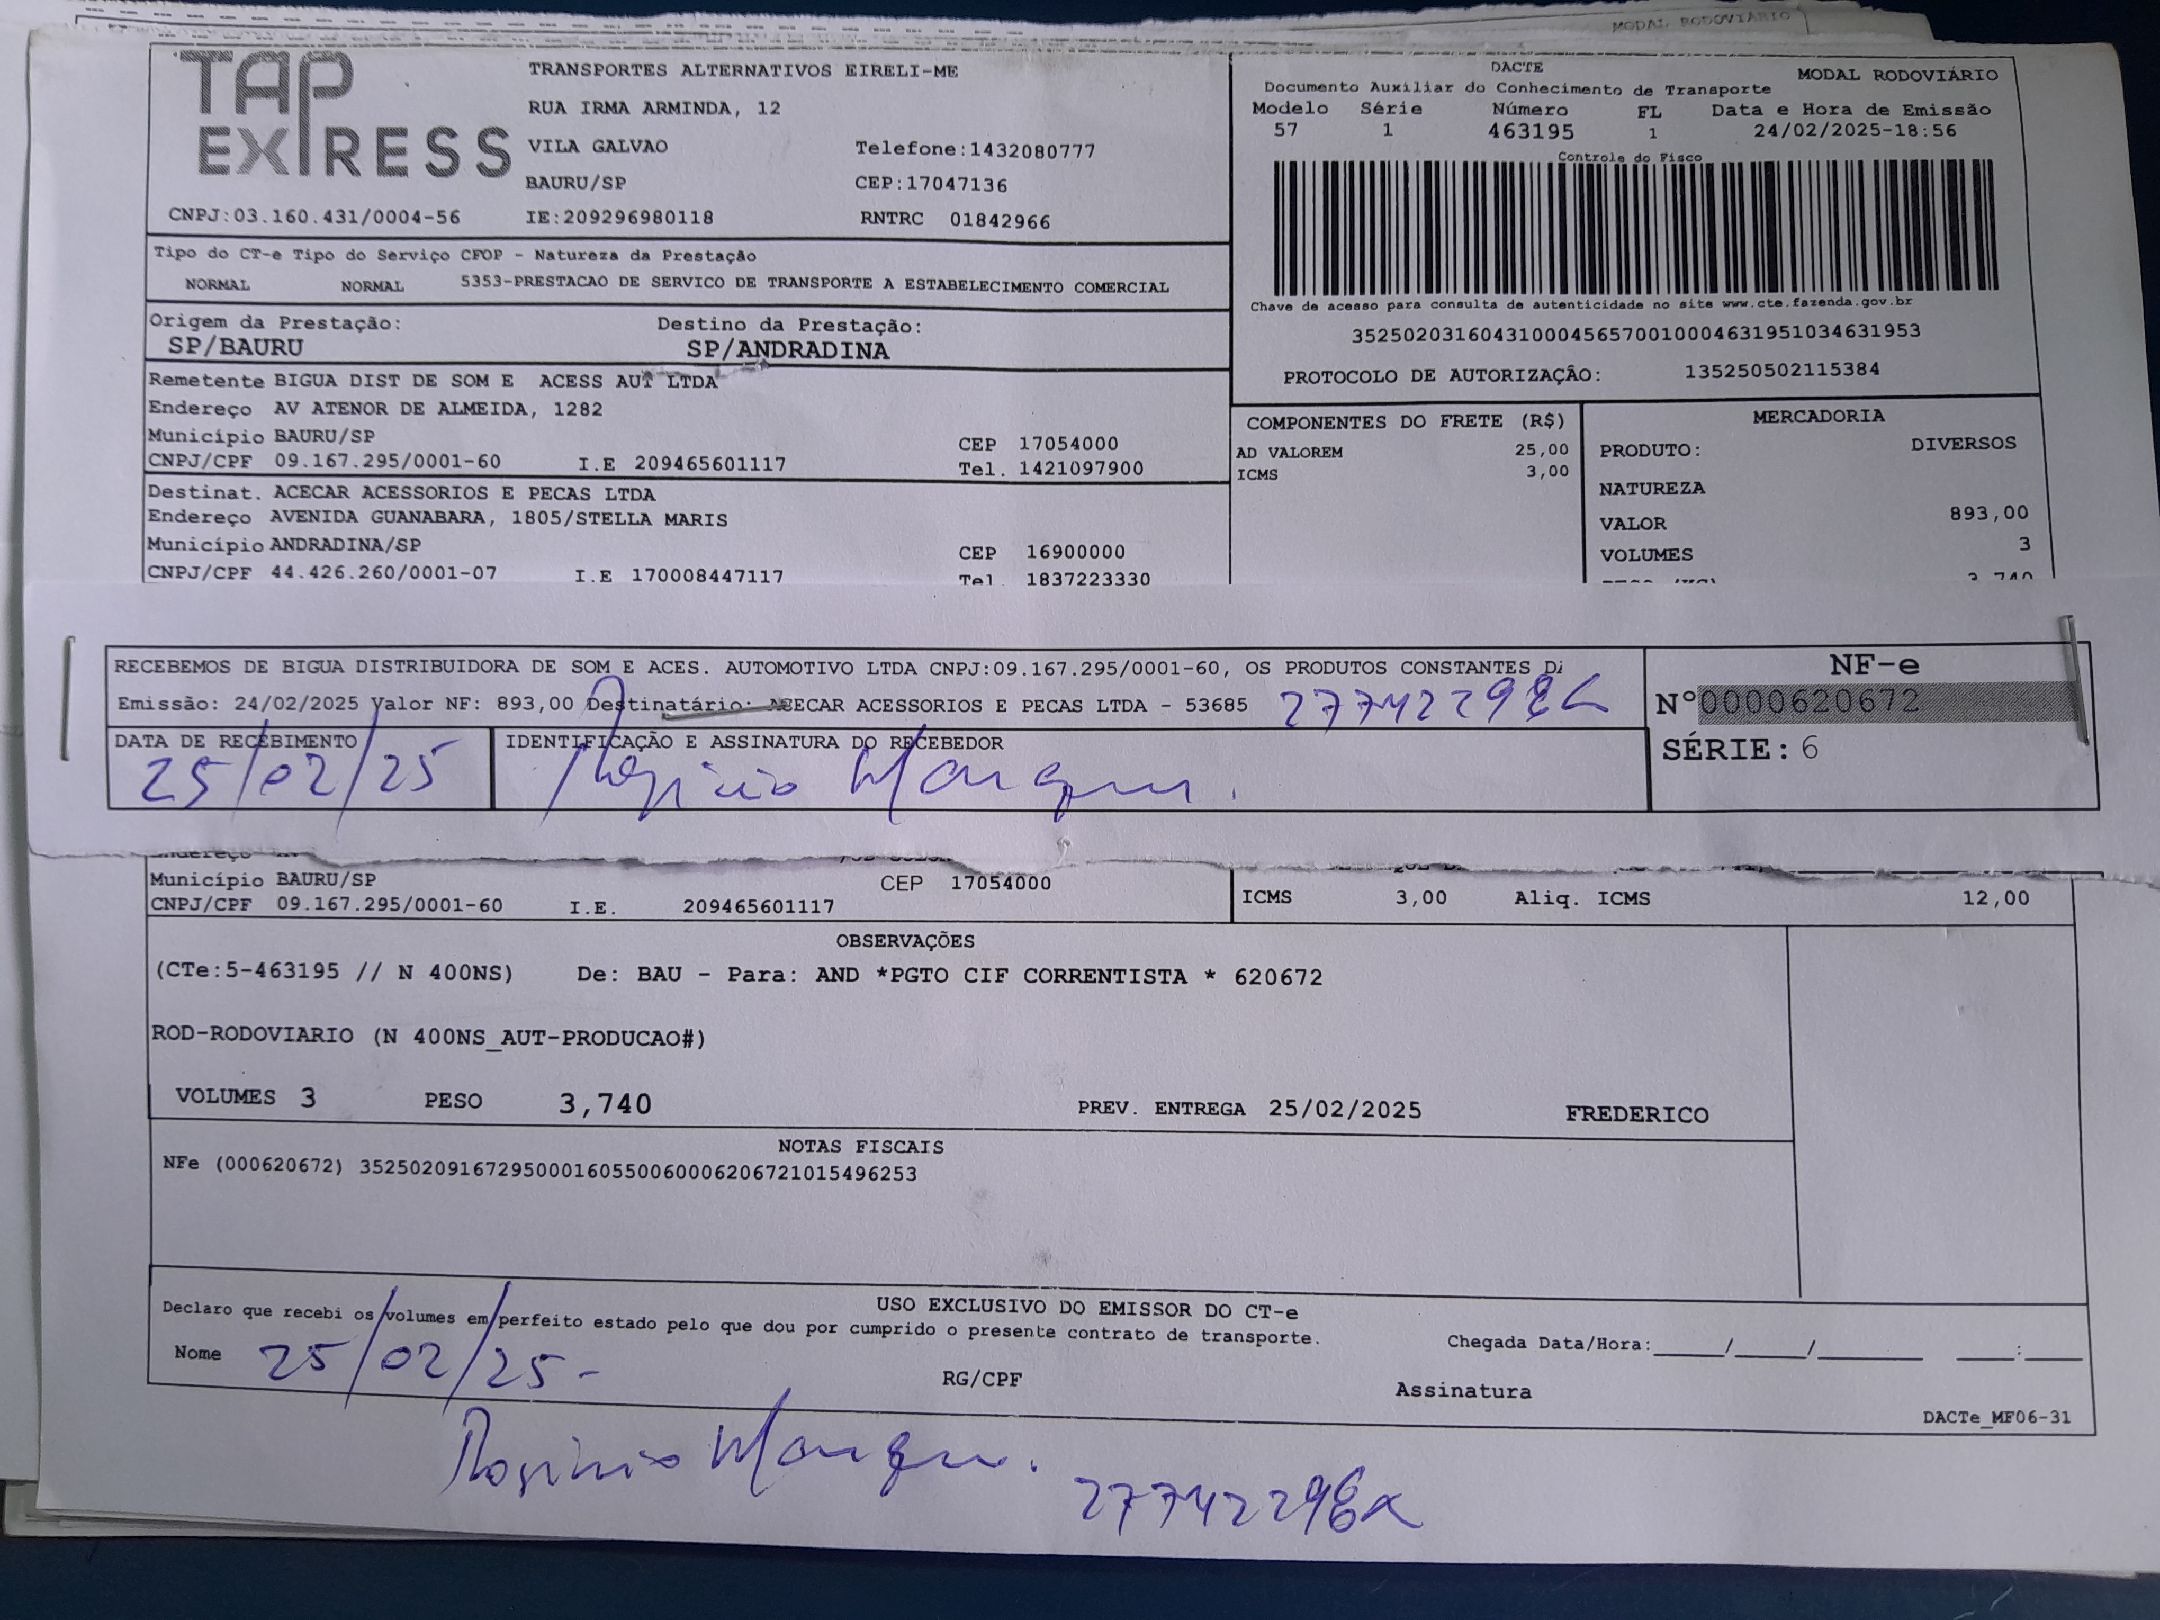 MODAL RODOVIÁRIO
TAP EXPRESS
TRANSPORTES ALTERNATIVOS EIRELI-ME
RUA IRMA ARMINDA, 12
VILA GALVAO Telefone:1432080777
BAURU/SP CEP:17047136
CNPJ:03.160.431/0004-56 IE:209296980118 RNTRC 01842966
DACTE MODAL RODOVIÁRIO
Documento Auxiliar do Conhecimento de Transporte
Modelo Série Número FL Data e Hora de Emissão
57 1 463195 1 24/02/2025-18:56
Controle do Fisco
Chave de acesso para consulta de autenticidade no site www.cte.fazenda.gov.br
35250203160431000456570010004631951034631953
PROTOCOLO DE AUTORIZAÇÃO: 135250502115384
Tipo do CT-e Tipo do Serviço CFOP - Natureza da Prestação
NORMAL NORMAL 5353-PRESTACAO DE SERVICO DE TRANSPORTE A ESTABELECIMENTO COMERCIAL
Origem da Prestação: Destino da Prestação:
SP/BAURU SP/ANDRADINA
Remetente BIGUA DIST DE SOM E ACESS AUT LTDA
Endereço AV ATENOR DE ALMEIDA, 1282
Município BAURU/SP CEP 17054000
CNPJ/CPF 09.167.295/0001-60 I.E 209465601117 Tel. 1421097900
Destinat. ACECAR ACESSORIOS E PECAS LTDA
Endereço AVENIDA GUANABARA, 1805/STELLA MARIS
Município ANDRADINA/SP CEP 16900000
CNPJ/CPF 44.426.260/0001-07 I.E 170008447117 Tel. 1837223330
COMPONENTES DO FRETE (R$)
AD VALOREM 25,00
ICMS 3,00
MERCADORIA
PRODUTO: DIVERSOS
NATUREZA
VALOR 893,00
VOLUMES 3
3,740
RECEBEMOS DE BIGUA DISTRIBUIDORA DE SOM E ACES. AUTOMOTIVO LTDA CNPJ:09.167.295/0001-60, OS PRODUTOS CONSTANTES
Emissão: 24/02/2025 Valor NF: 893,00 Destinatário: ACECAR ACESSORIOS E PECAS LTDA - 53685
DATA DE RECEBIMENTO IDENTIFICAÇÃO E ASSINATURA DO RECEBEDOR
25/02/25
NF-e
N°0000620672
SÉRIE: 6
Endereço
Município BAURU/SP CEP 17054000
CNPJ/CPF 09.167.295/0001-60 I.E. 209465601117
ICMS 3,00 Aliq. ICMS 12,00
OBSERVAÇÕES
(CTe:5-463195 // N 400NS) De: BAU - Para: AND *PGTO CIF CORRENTISTA * 620672
ROD-RODOVIARIO (N 400NS_AUT-PRODUCAO#)
VOLUMES 3 PESO 3,740 PREV. ENTREGA 25/02/2025 FREDERICO
NOTAS FISCAIS
NFe (000620672) 35250209167295000160550060006206721015496253
USO EXCLUSIVO DO EMISSOR DO CT-e
Declaro que recebi os volumes em perfeito estado pelo que dou por cumprido o presente contrato de transporte.
Chegada Data/Hora:____/____/______ ___:___
Nome 25/02/25-
RG/CPF Assinatura
DACTe_MF06-31